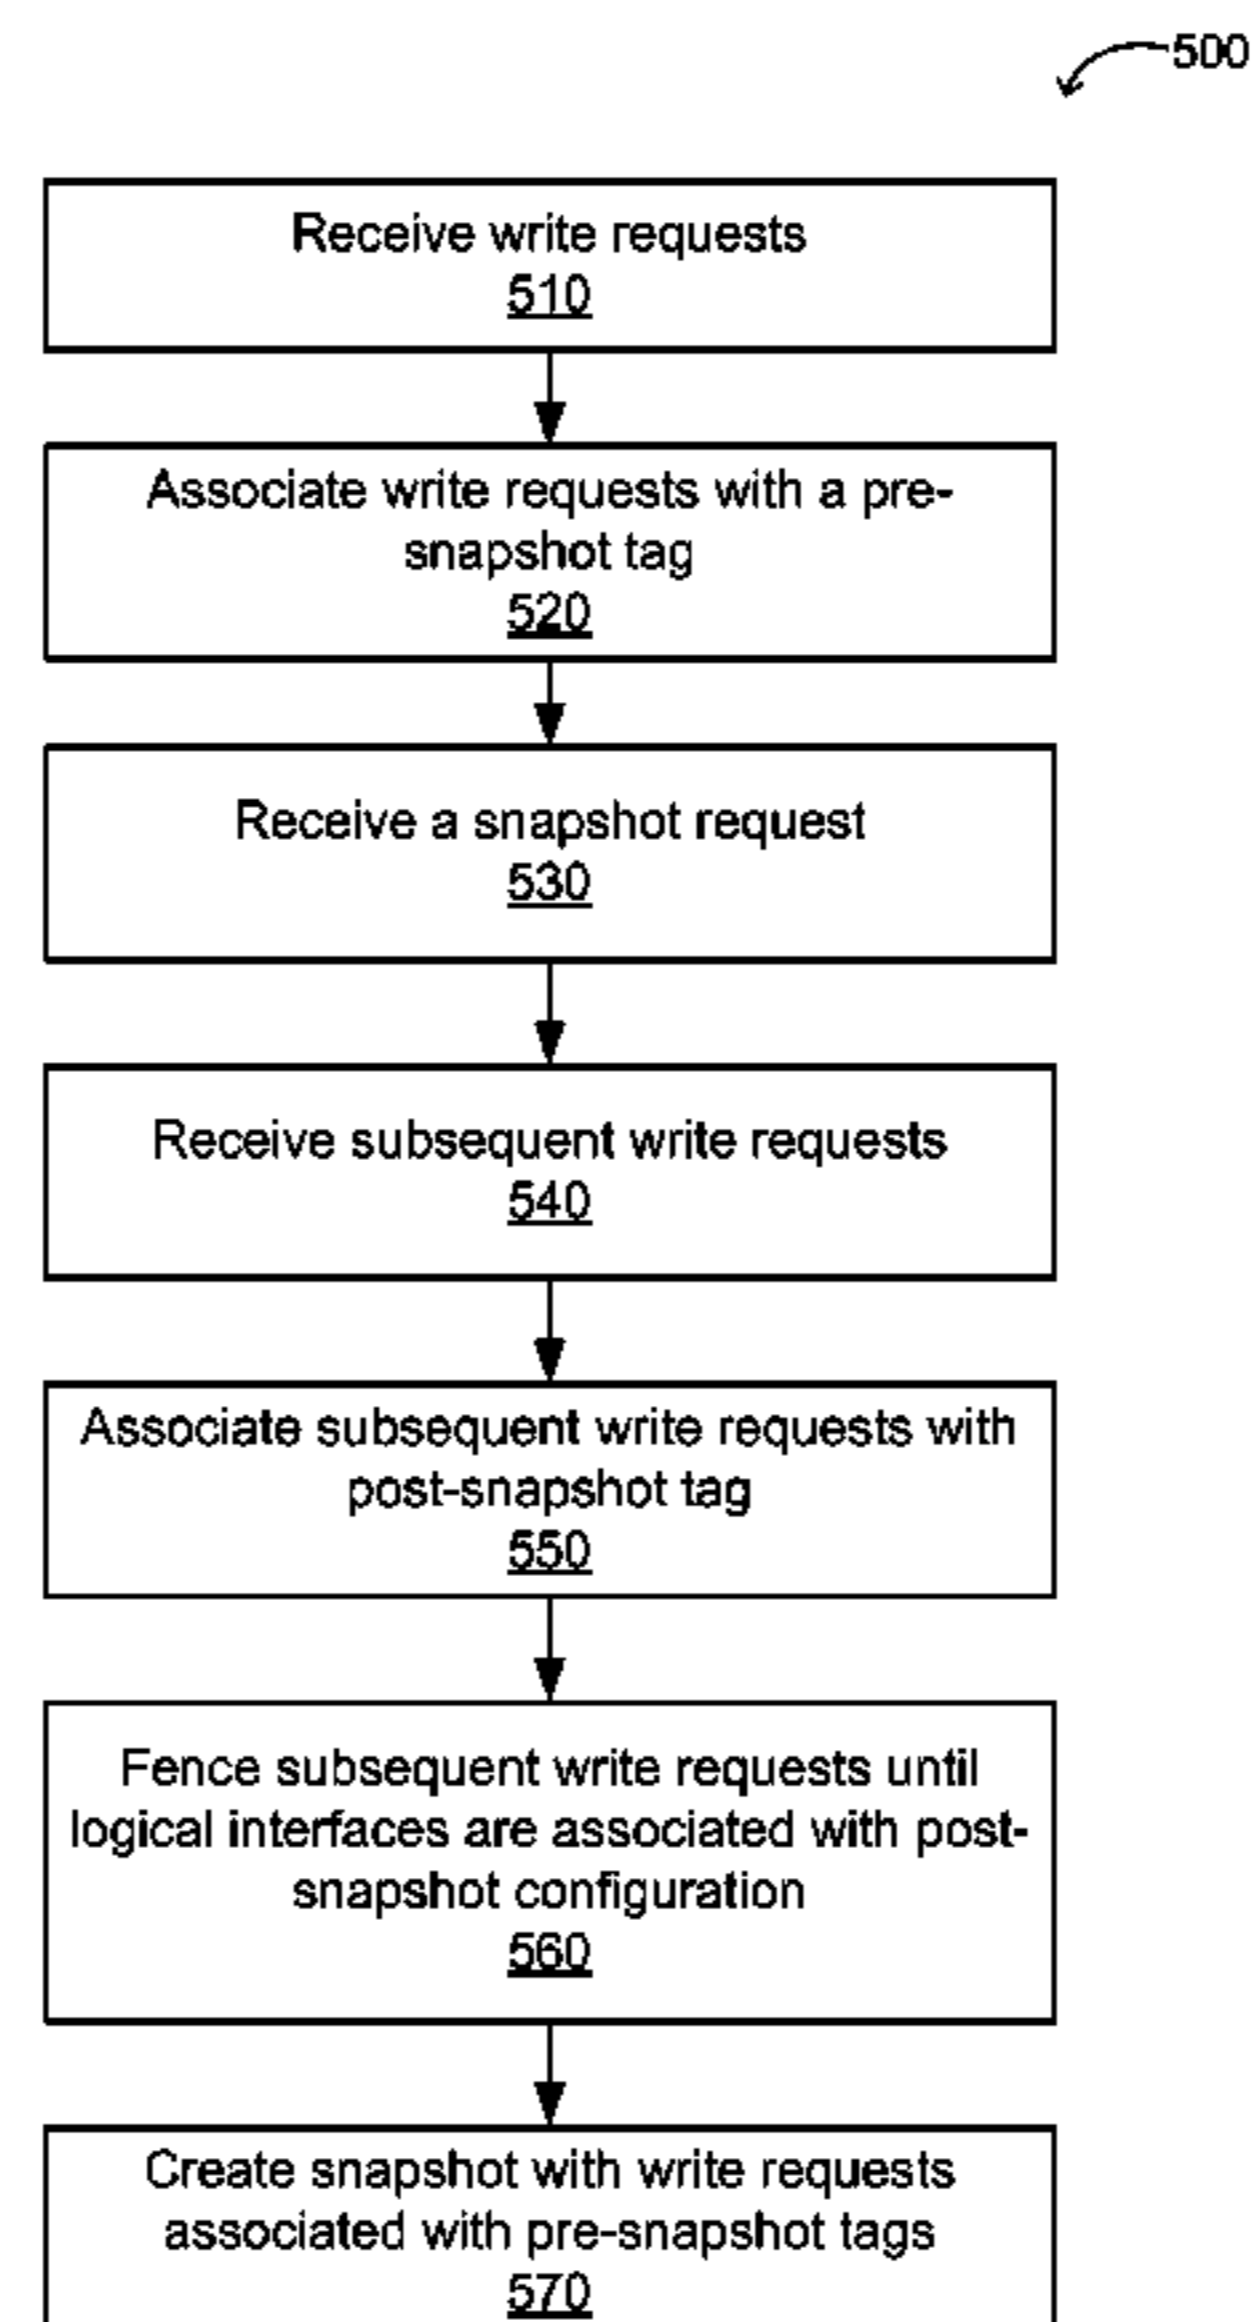 500
Receive write requests
510
Associate write requests with a pre-
snapshot tag
520
Receive a snapshot request
530
Receive subsequent write requests
540
Associate subsequent write requests with
post-snapshot tag
550
Fence subsequent write requests until
logical interfaces are associated with post-
snapshot configuration
560
Create snapshot with write requests
associated with pre-snapshot tags
570